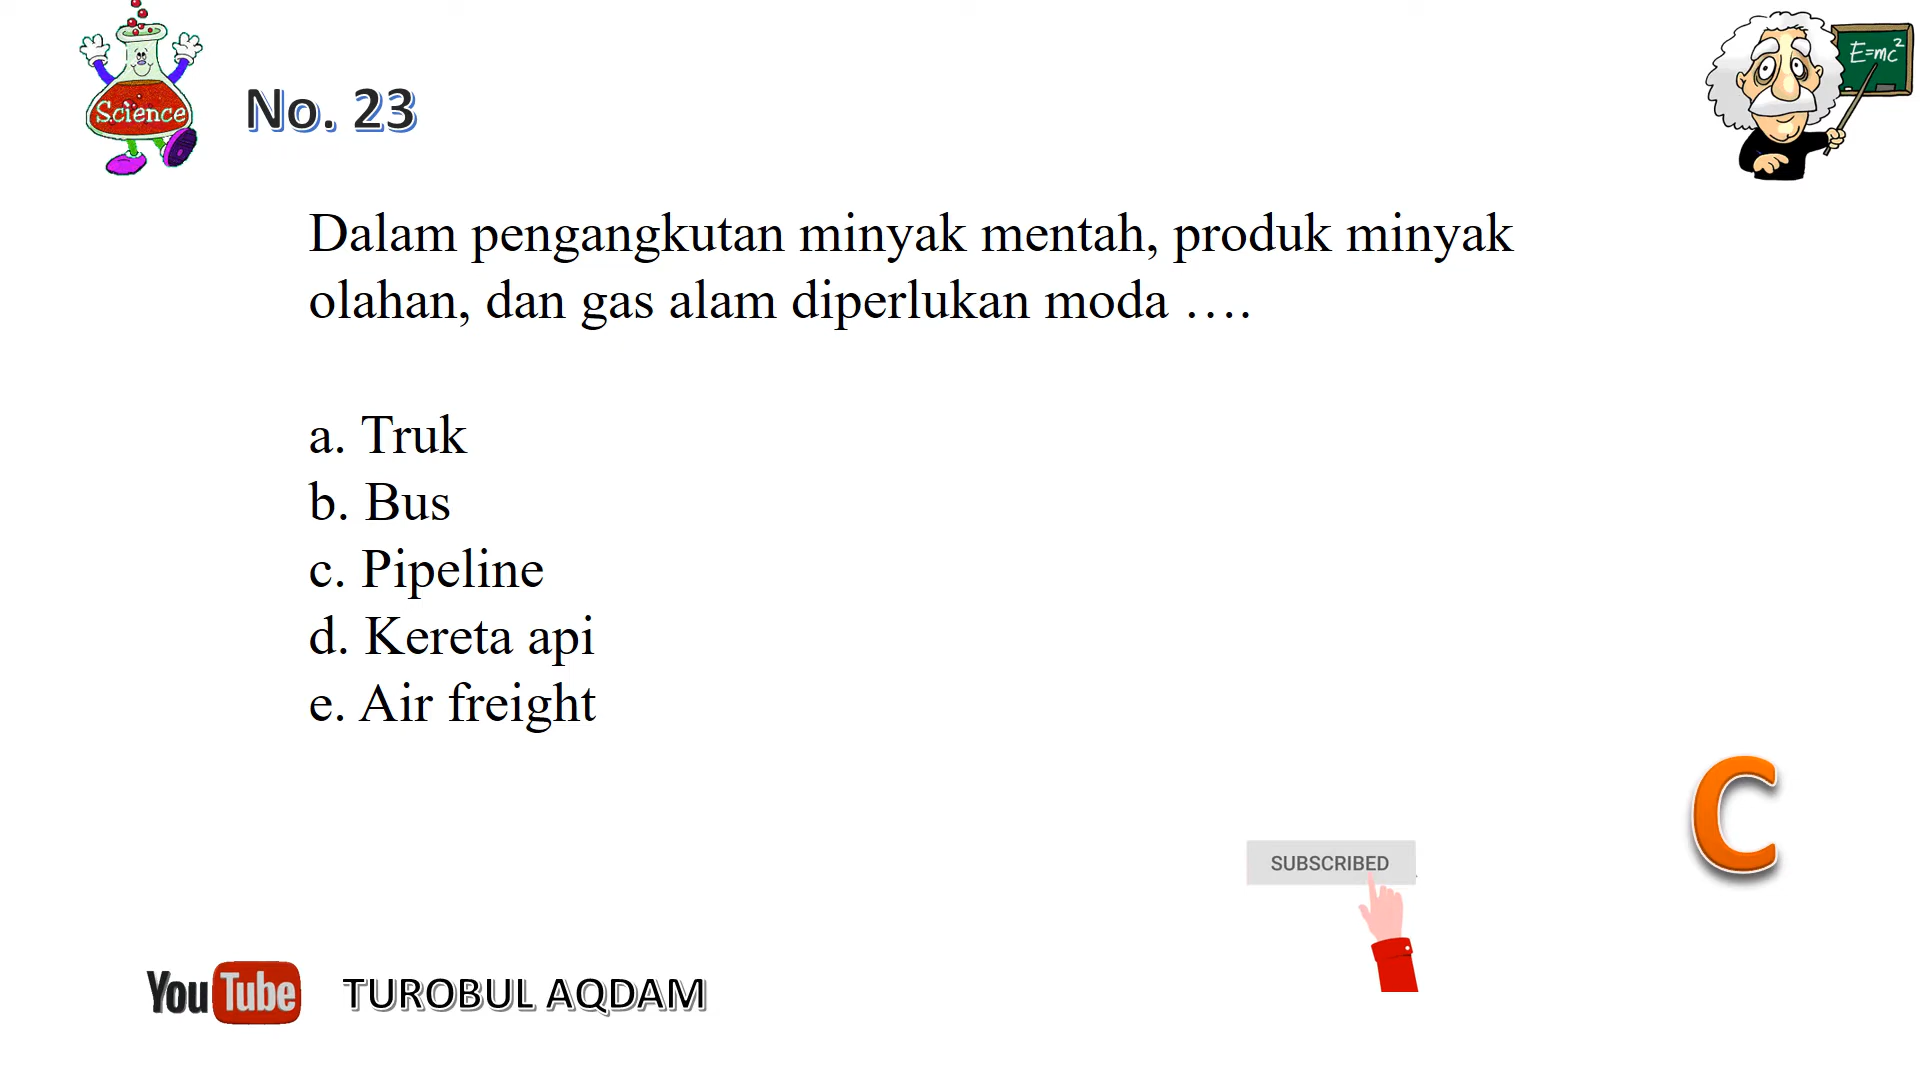 Science
No. 23
E=mc²
Dalam pengangkutan minyak mentah, produk minyak
olahan, dan gas alam diperlukan moda ….
a. Truk
b. Bus
c. Pipeline
d. Kereta api
e. Air freight
C
SUBSCRIBED
YouTube TUROBUL AQDAM